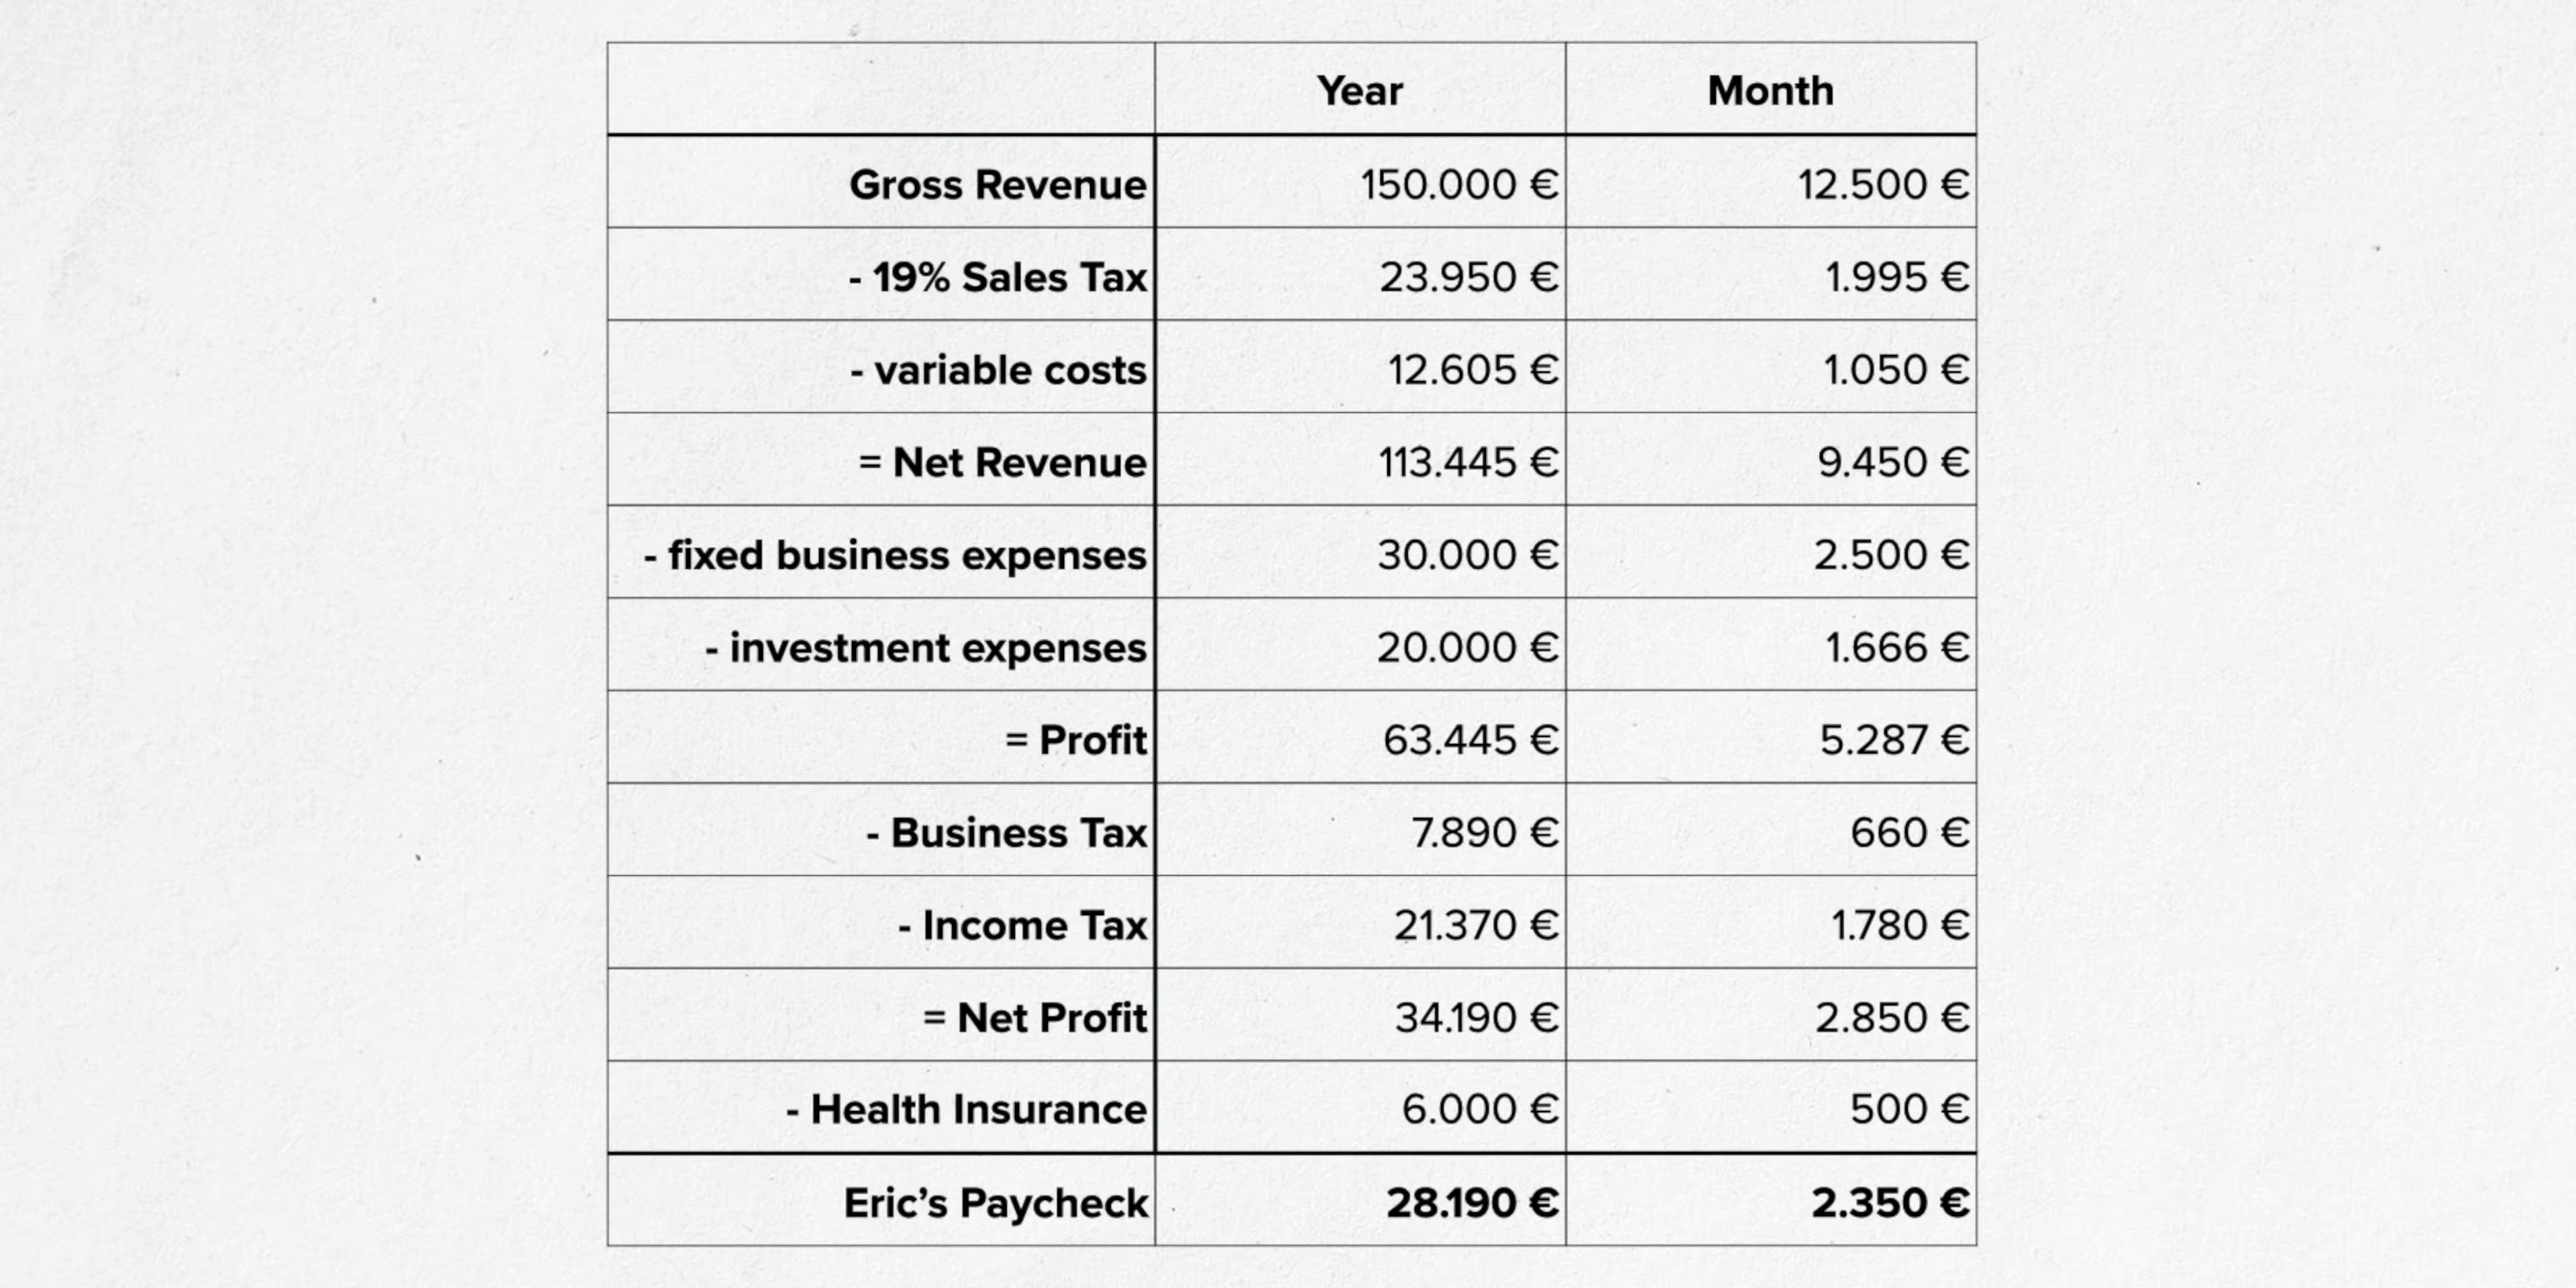 Year Month
Gross Revenue 150.000 € 12.500 €
- 19% Sales Tax 23.950 € 1.995 €
- variable costs 12.605 € 1.050 €
= Net Revenue 113.445 € 9.450 €
- fixed business expenses 30.000 € 2.500 €
- investment expenses 20.000 € 1.666 €
= Profit 63.445 € 5.287 €
- Business Tax 7.890 € 660 €
- Income Tax 21.370 € 1.780 €
= Net Profit 34.190 € 2.850 €
- Health Insurance 6.000 € 500 €
Eric’s Paycheck 28.190 € 2.350 €